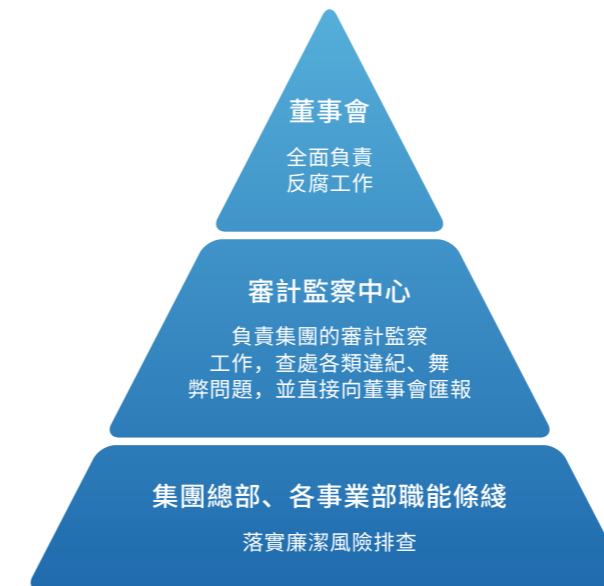 董事會
全面負責
反腐工作
審計監察中心
負責集團的審計監察
工作，查處各類違紀、舞
弊問題，並直接向董事會匯報
集團總部、各事業部職能條綫
落實廉潔風險排查